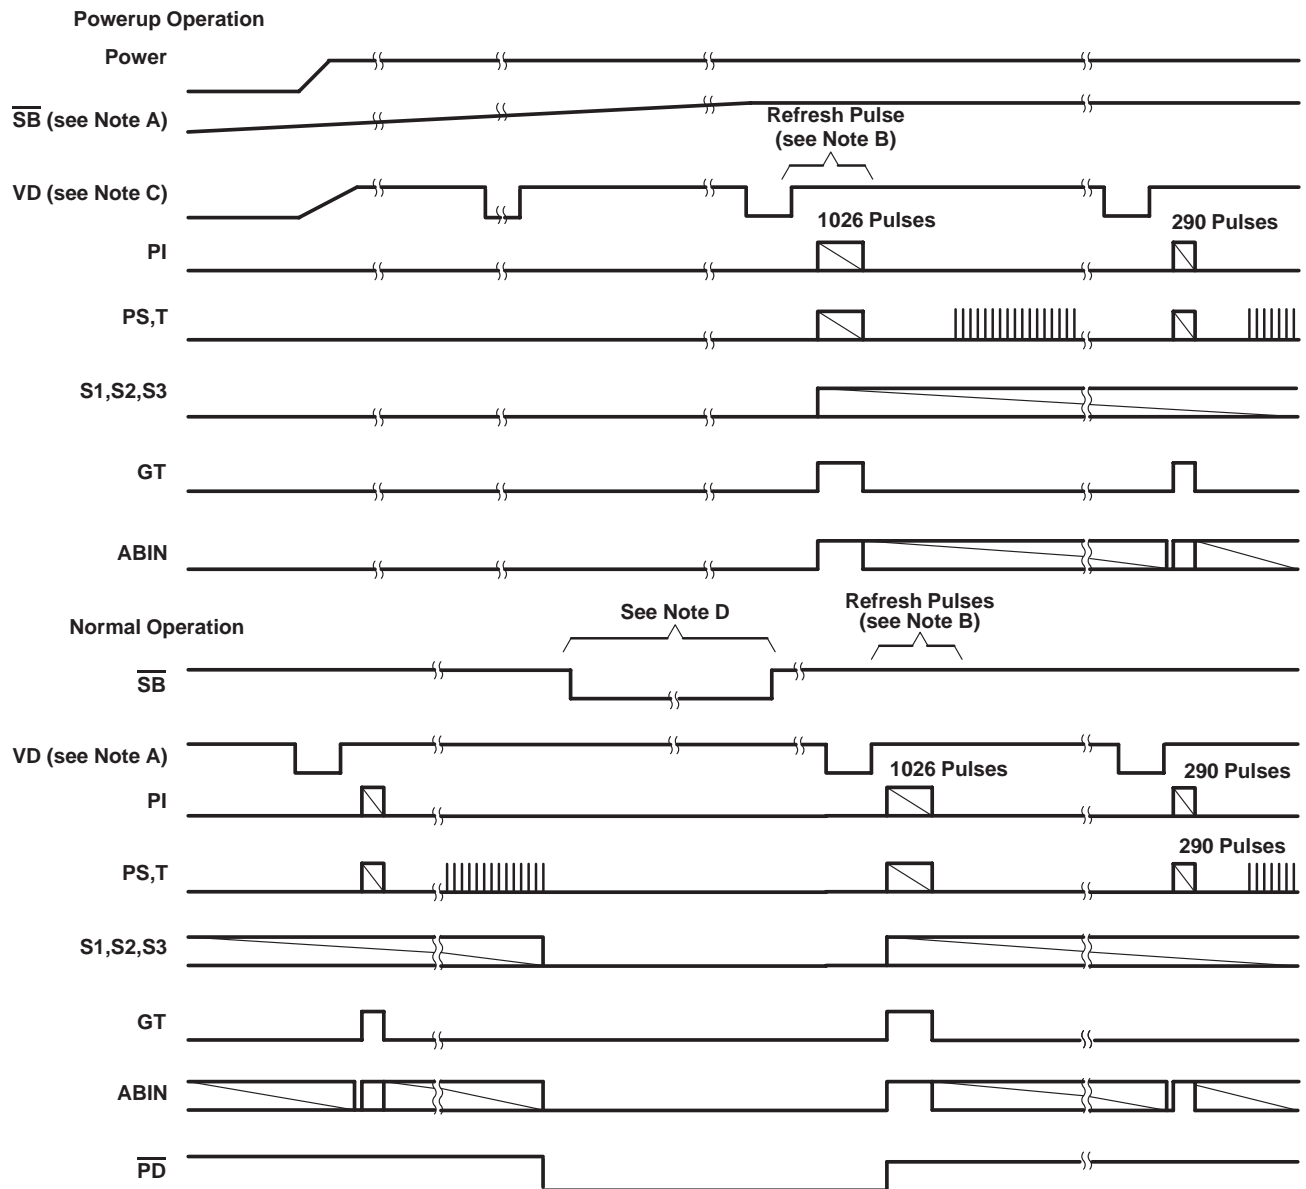 Powerup Operation
Power
SB (see Note A)
Refresh Pulse
(see Note B)
VD (see Note C)
1026 Pulses
290 Pulses
PI
PS,T
S1,S2,S3
GT
ABIN
Normal Operation
See Note D
Refresh Pulses
(see Note B)
SB
VD (see Note A)
1026 Pulses
290 Pulses
PI
290 Pulses
PS,T
S1,S2,S3
GT
ABIN
PD